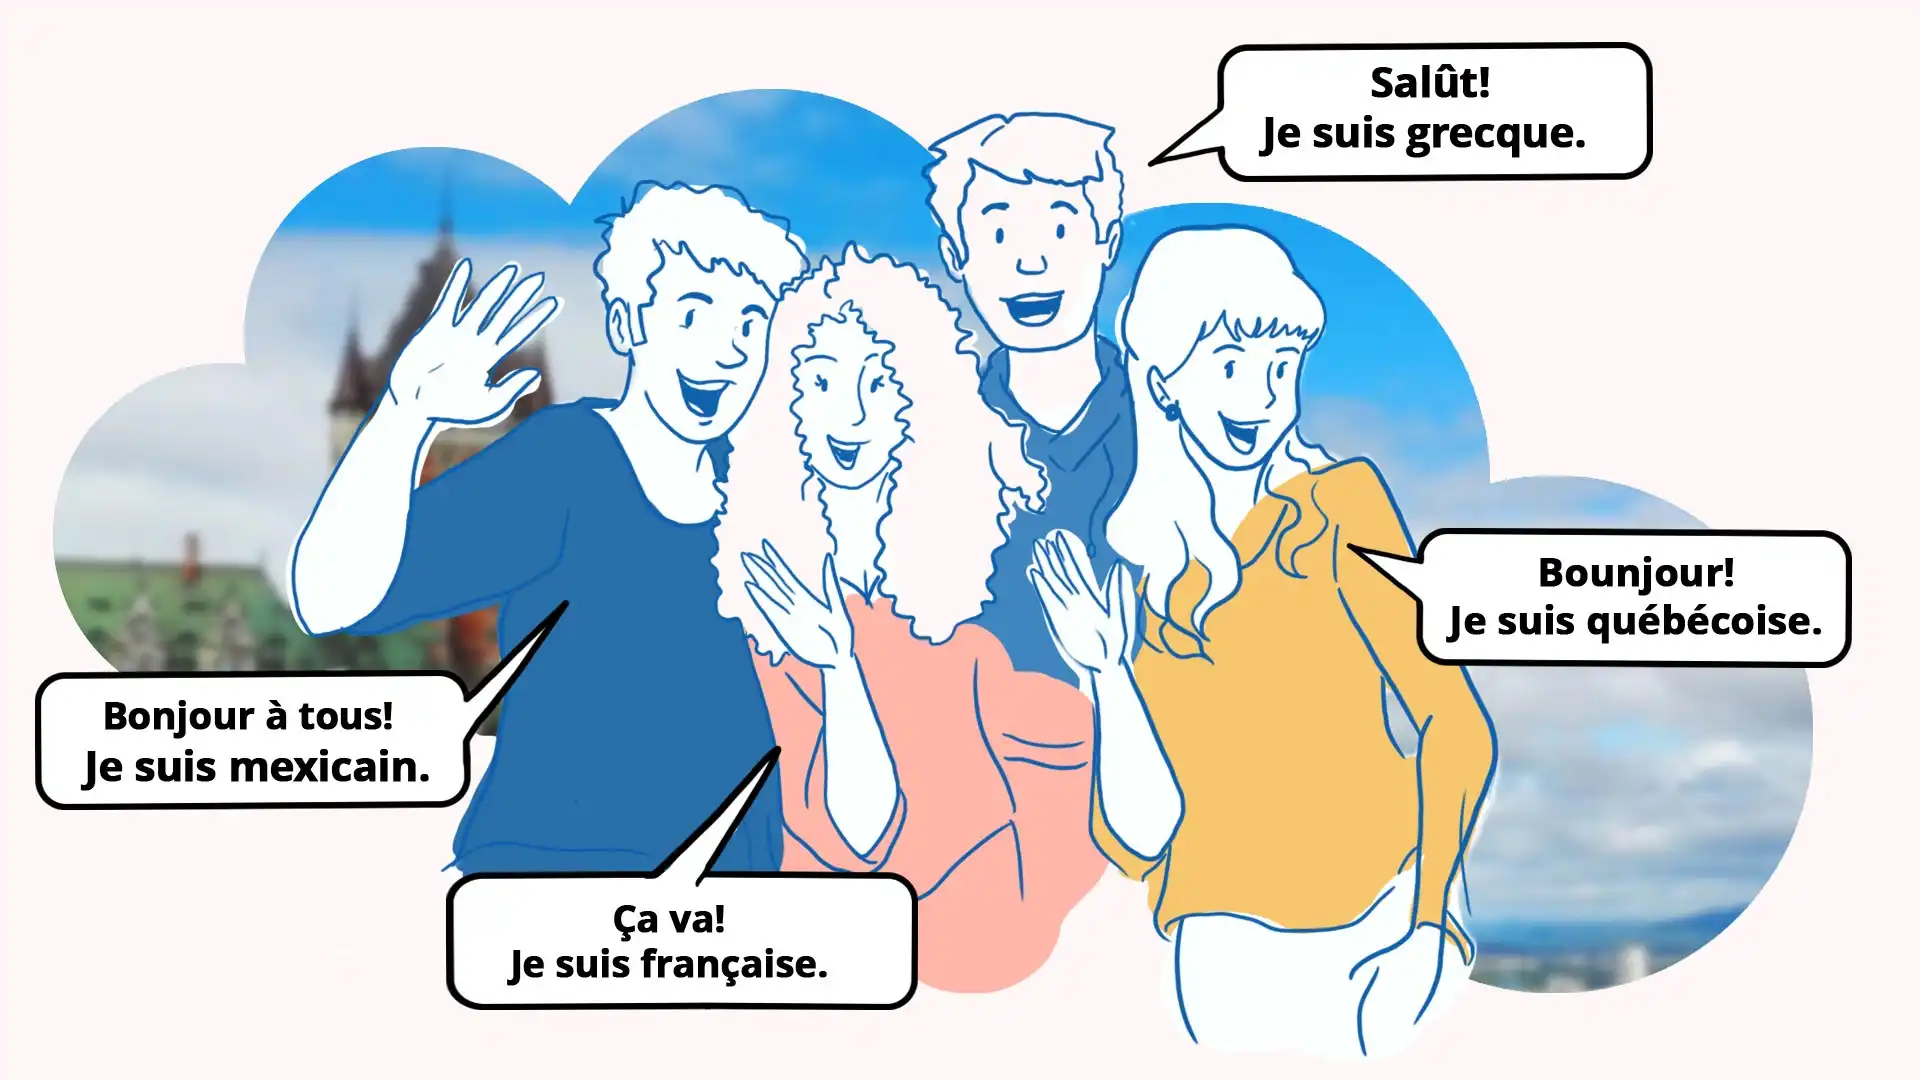 Salût!
Je suis grecque.
Bounjour!
Je suis québécoise.
Bonjour à tous!
Je suis mexicain.
Ça va!
Je suis française.